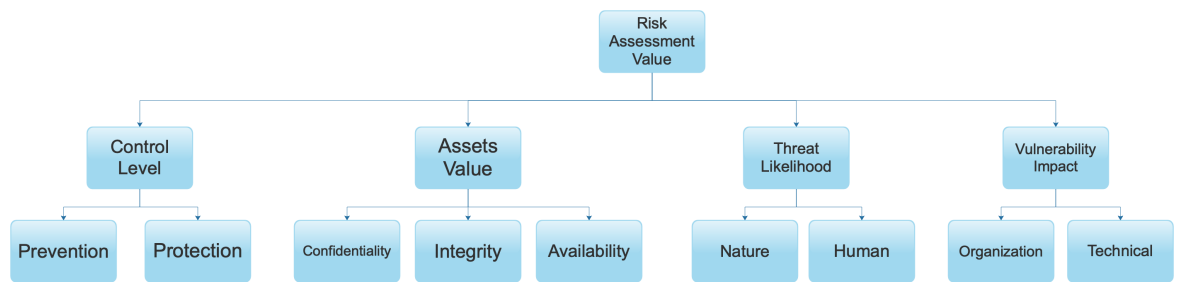 Risk
Assessment
Value
Control
Level
Assets
Value
Threat
Likelihood
Vulnerability
Impact
Prevention
Protection
Confidentiality
Integrity
Availability
Nature
Human
Organization
Technical